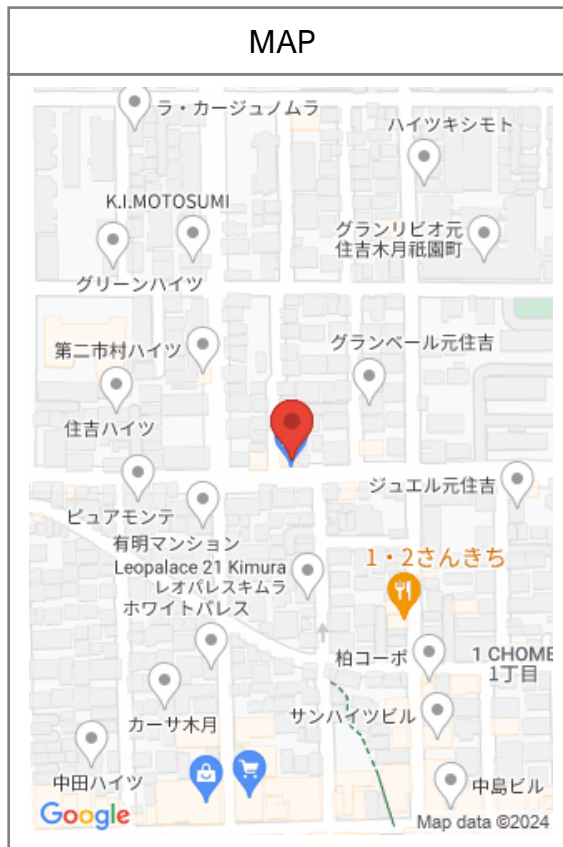 MAP
ラ・カージュノムラ
ハイツキシモト
K.I.MOTOSUMI
グランリビオ元
住吉木月祗園町
グリーンハイツ
第二市村ハイツ
グランベール元住吉
住吉ハイツ
ジュエル元住吉
ピュアモンテ
有明マンション
Leopalace 21 Kimura
レオパレスキムラ
ホワイトパレス
1・2さんきち
柏コーポ
1 CHOME
1丁目
カーサ木月
サンハイツビル
中田ハイツ
中島ビル
Google
Map data ©2024